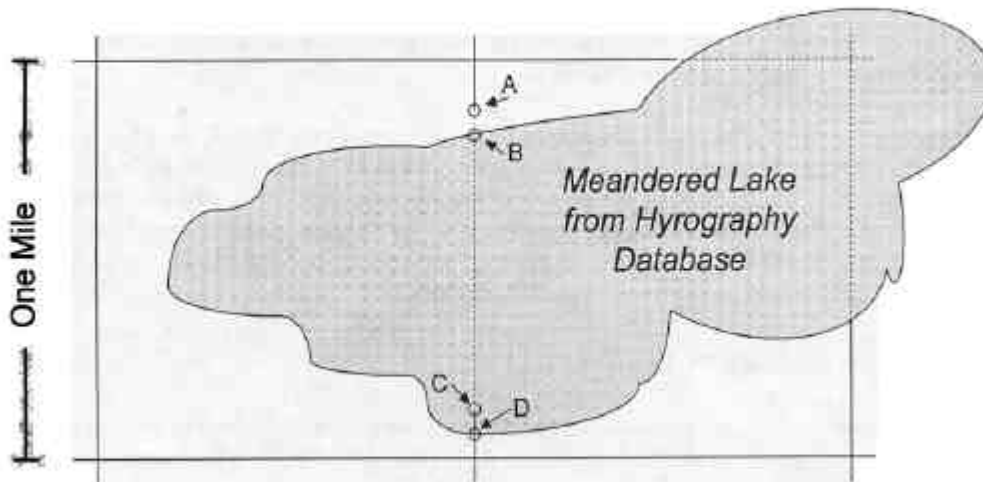 One Mile
A
B
Meandered Lake
from Hyrography
Database
C
D